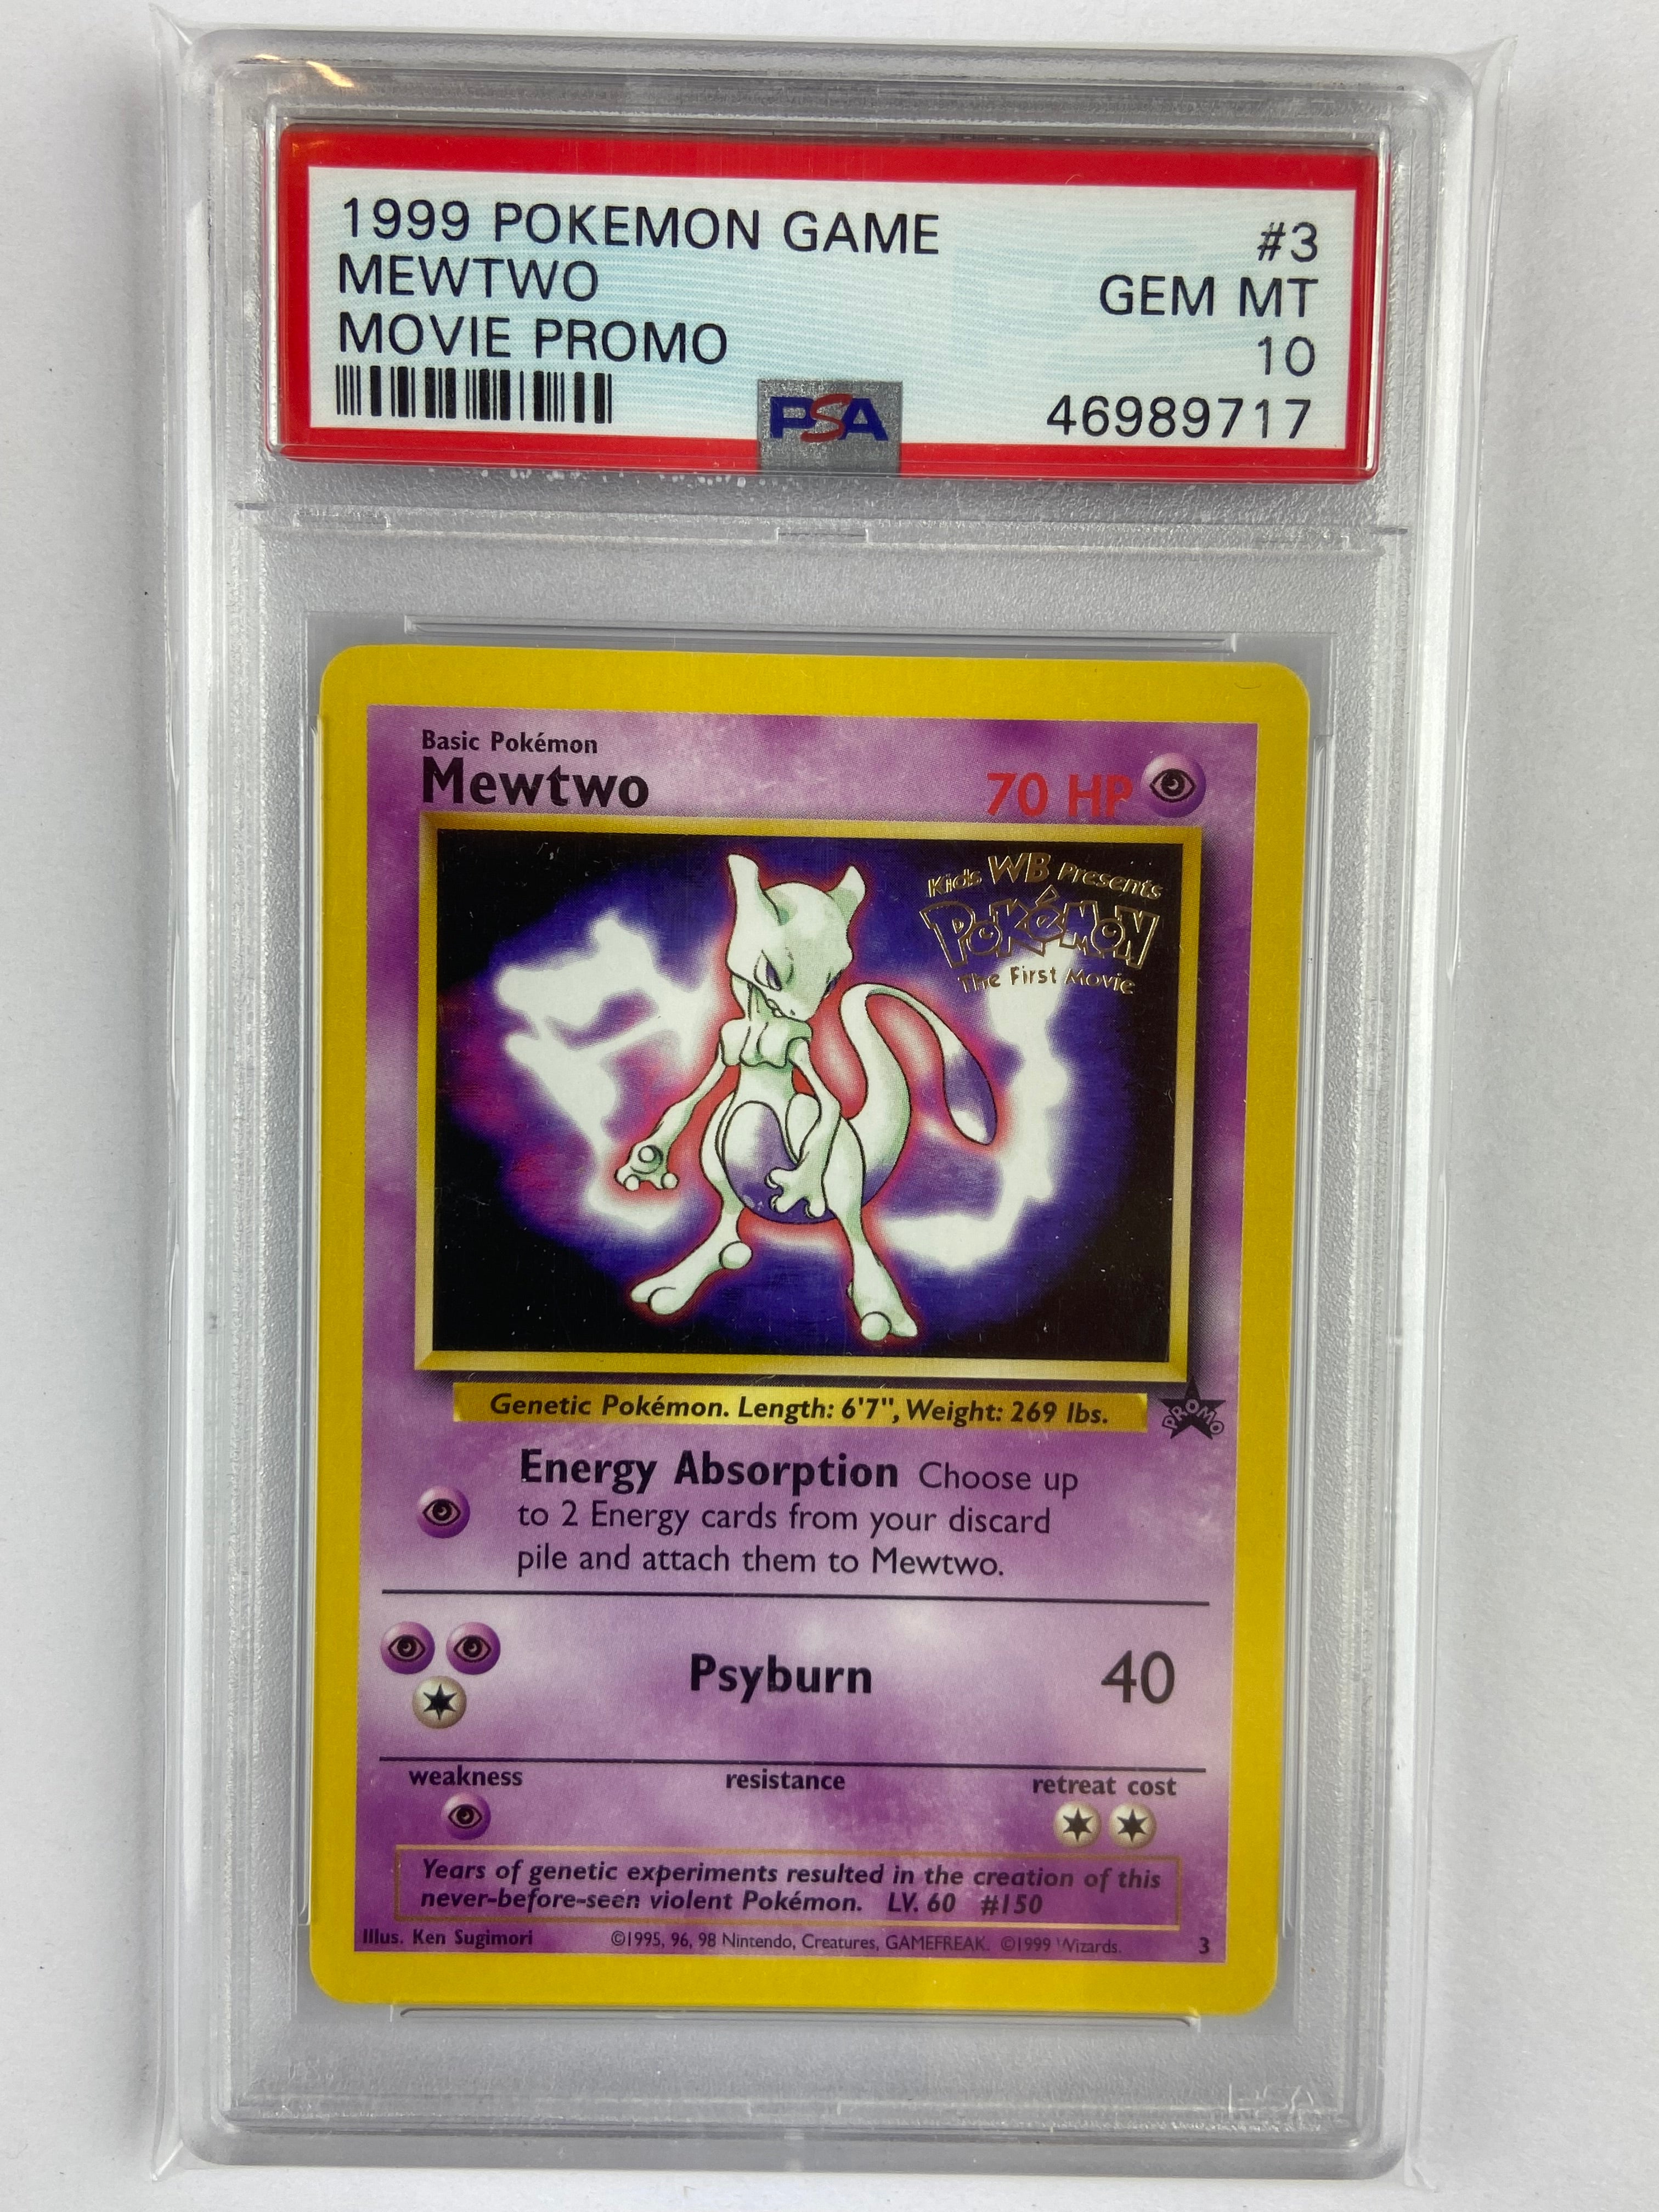 1999 POKEMON GAME #3
MEWTWO GEM MT
MOVIE PROMO 10
PSA 46989717
Basic Pokémon
Mewtwo 70 HP
Kids WB Presents
POKéMON
The First Movie
Genetic Pokémon. Length: 6'7", Weight: 269 lbs.
PROMO
Energy Absorption Choose up
to 2 Energy cards from your discard
pile and attach them to Mewtwo.
Psyburn 40
weakness resistance retreat cost
Years of genetic experiments resulted in the creation of this
never-before-seen violent Pokémon. LV. 60 #150
Illus. Ken Sugimori ©1995, 96, 98 Nintendo, Creatures, GAMEFREAK. ©1999 Wizards. 3
PSA